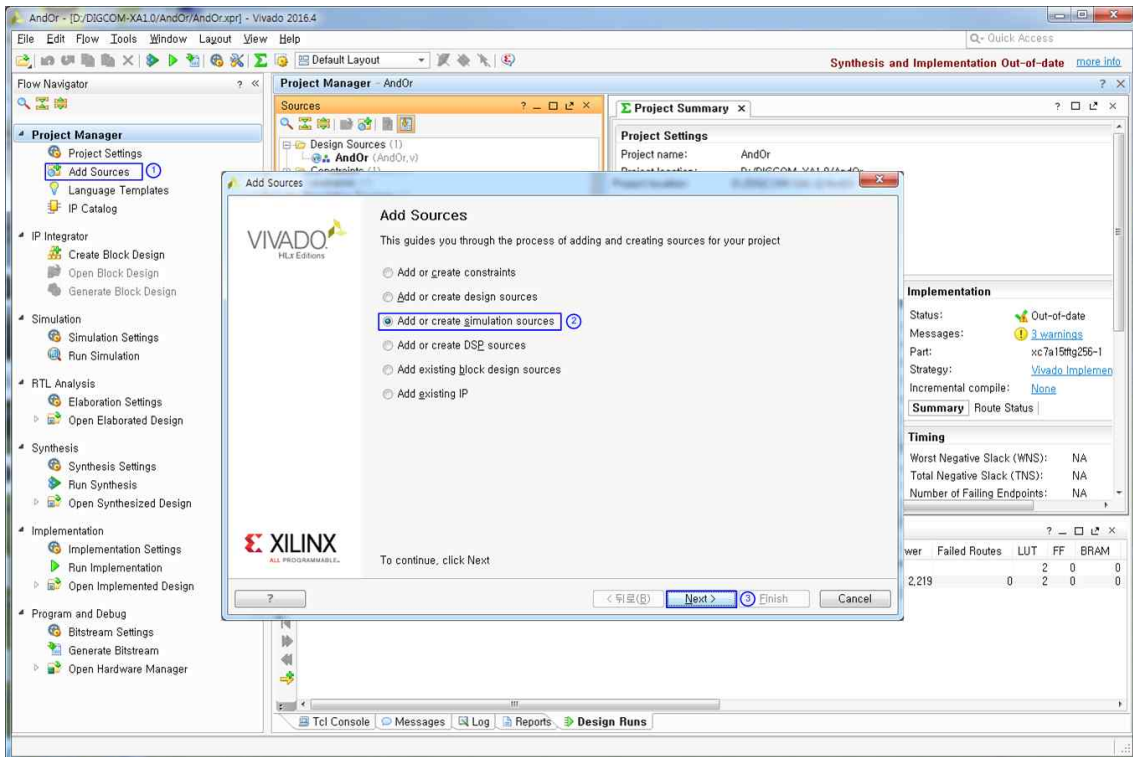 AndOr - [D:/DIGCOM-XA1.0/AndOr/AndOr.xpr] - Vivado 2016.4
File Edit Flow Tools Window Layout View Help
Q- Quick Access
Default Layout
Synthesis and Implementation Out-of-date more info
Flow Navigator ? «
Project Manager
Project Settings
Add Sources ①
Language Templates
IP Catalog
IP Integrator
Create Block Design
Open Block Design
Generate Block Design
Simulation
Simulation Settings
Run Simulation
RTL Analysis
Elaboration Settings
Open Elaborated Design
Synthesis
Synthesis Settings
Run Synthesis
Open Synthesized Design
Implementation
Implementation Settings
Run Implementation
Open Implemented Design
Program and Debug
Bitstream Settings
Generate Bitstream
Open Hardware Manager
Project Manager - AndOr
Sources
Design Sources (1)
AndOr (AndOr.v)
Constraints (1)
Project Summary
Project Settings
Project name: AndOr
Project location: D:/DIGCOM-XA1.0/AndOr
Add Sources
VIVADO
HLx Editions
Add Sources
This guides you through the process of adding and creating sources for your project
Add or create constraints
Add or create design sources
Add or create simulation sources ②
Add or create DSP sources
Add existing block design sources
Add existing IP
XILINX
ALL PROGRAMMABLE.
To continue, click Next
?
< 뒤로(B) Next > ③ Finish Cancel
Implementation
Status: Out-of-date
Messages: 3 warnings
Part: xc7a15tftg256-1
Strategy: Vivado Implemen
Incremental compile: None
Summary Route Status
Timing
Worst Negative Slack (WNS): NA
Total Negative Slack (TNS): NA
Number of Failing Endpoints: NA
wer Failed Routes LUT FF BRAM
2 0 0
2,219 0 2 0 0
Tcl Console Messages Log Reports Design Runs